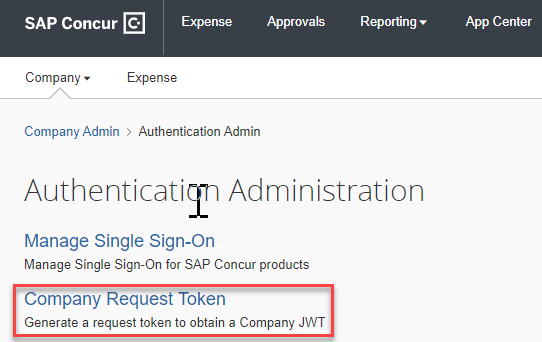 SAP Concur C Expense Approvals Reporting App Center
Company Expense
Company Admin > Authentication Admin
Authentication Administration
Manage Single Sign-On
Manage Single Sign-On for SAP Concur products
Company Request Token
Generate a request token to obtain a Company JWT